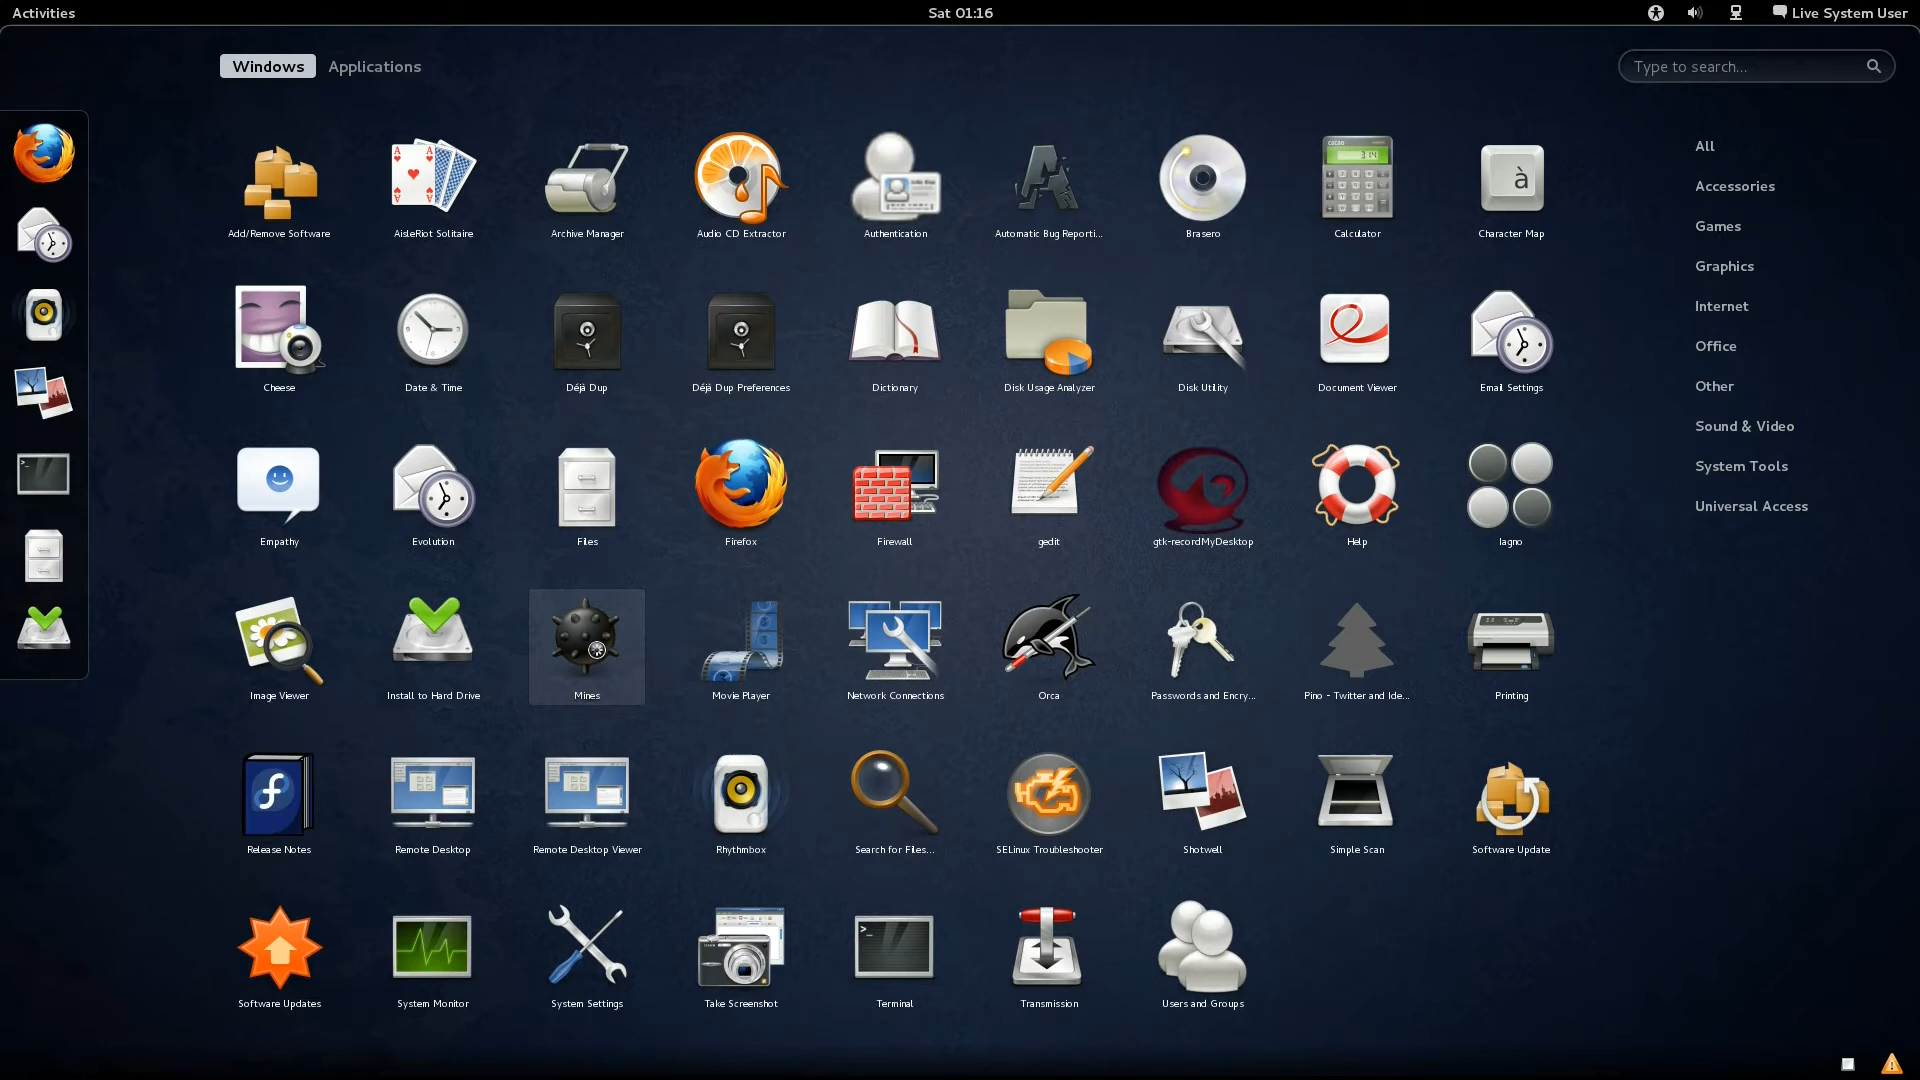 Activities
Sat 01:16
Live System User
Windows
Applications
Type to search...
Add/Remove Software
AisleRiot Solitaire
Archive Manager
Audio CD Extractor
Authentication
Automatic Bug Reporti...
Brasero
Calculator
Character Map
Cheese
Date & Time
Déjà Dup
Déjà Dup Preferences
Dictionary
Disk Usage Analyzer
Disk Utility
Document Viewer
Email Settings
Empathy
Evolution
Files
Firefox
Firewall
gedit
gtk-recordMyDesktop
Help
Iagno
Image Viewer
Install to Hard Drive
Mines
Movie Player
Network Connections
Orca
Passwords and Encry...
Pino - Twitter and Ide...
Printing
Release Notes
Remote Desktop
Remote Desktop Viewer
Rhythmbox
Search for Files...
SELinux Troubleshooter
Shotwell
Simple Scan
Software Update
Software Updates
System Monitor
System Settings
Take Screenshot
Terminal
Transmission
Users and Groups
All
Accessories
Games
Graphics
Internet
Office
Other
Sound & Video
System Tools
Universal Access